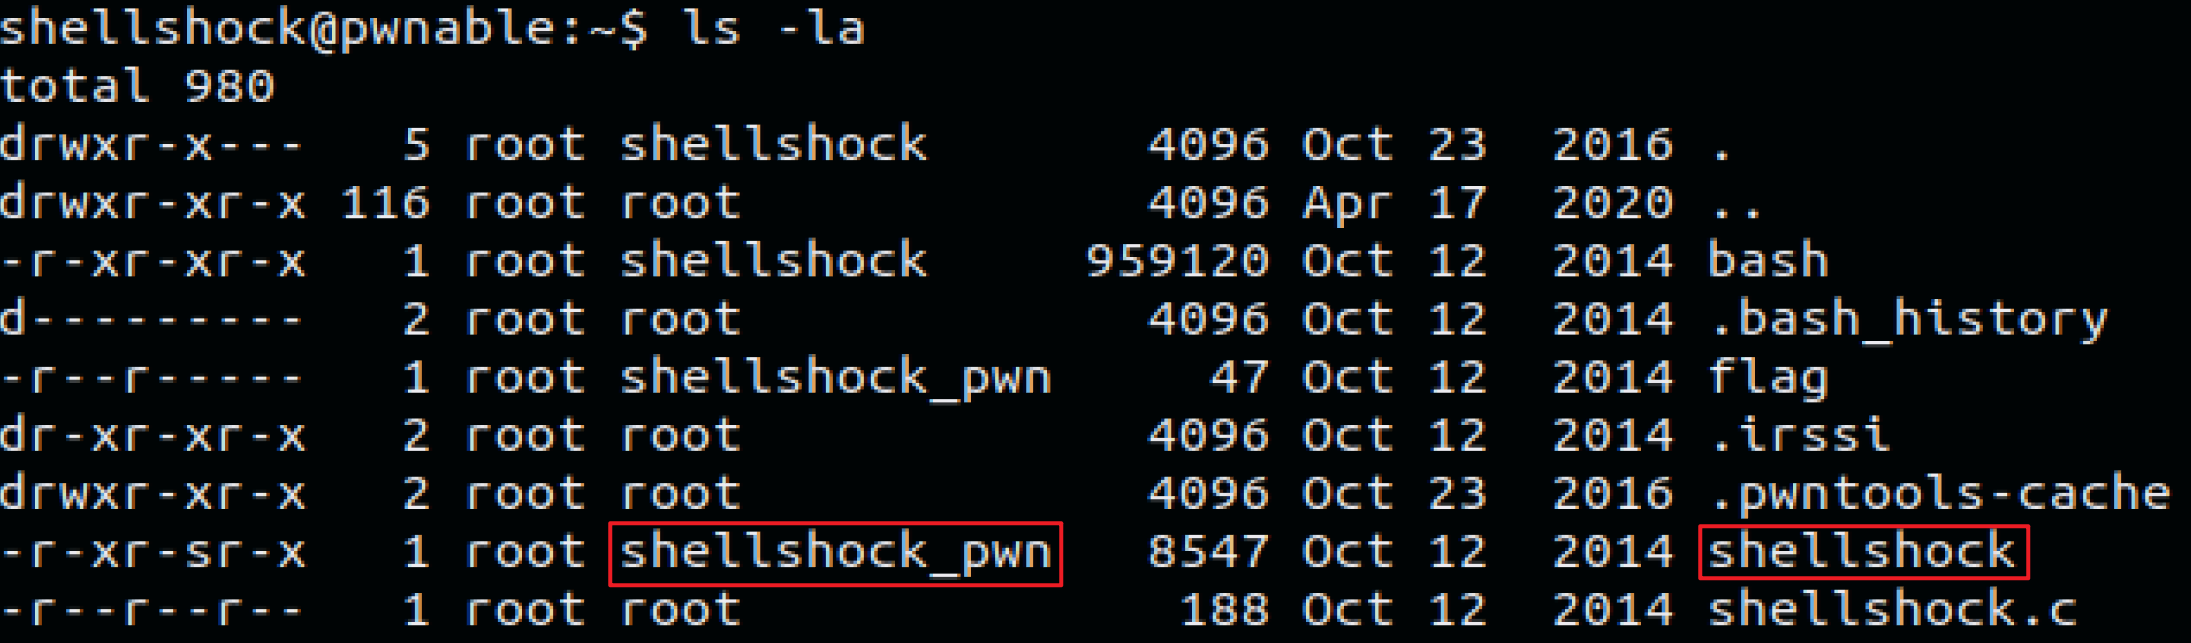 shellshock@pwnable:~$ ls -la
total 980
drwxr-x---   5 root shellshock       4096 Oct 23  2016 .
drwxr-xr-x 116 root root             4096 Apr 17  2020 ..
-r-xr-xr-x   1 root shellshock     959120 Oct 12  2014 bash
d---------   2 root root             4096 Oct 12  2014 .bash_history
-r--r-----   1 root shellshock_pwn     47 Oct 12  2014 flag
dr-xr-xr-x   2 root root             4096 Oct 12  2014 .irssi
drwxr-xr-x   2 root root             4096 Oct 23  2016 .pwntools-cache
-r-xr-sr-x   1 root shellshock_pwn   8547 Oct 12  2014 shellshock
-r--r--r--   1 root root              188 Oct 12  2014 shellshock.c